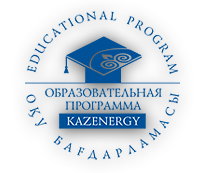 EDUCATIONAL PROGRAM
ОБРАЗОВАТЕЛЬНАЯ
ПРОГРАММА
KAZENERGY
ОҚУ БАҒДАРЛАМАСЫ